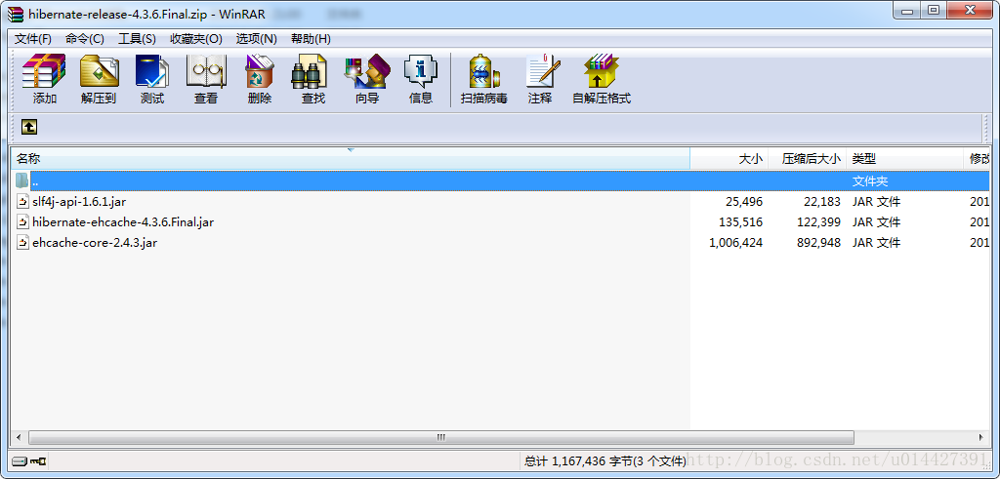 hibernate-release-4.3.6.Final.zip - WinRAR
文件(F) 命令(C) 工具(S) 收藏夹(O) 选项(N) 帮助(H)
添加 解压到 测试 查看 删除 查找 向导 信息 扫描病毒 注释 自解压格式
名称 大小 压缩后大小 类型 修改
.. 文件夹
slf4j-api-1.6.1.jar 25,496 22,183 JAR 文件 201
hibernate-ehcache-4.3.6.Final.jar 135,516 122,399 JAR 文件 201
ehcache-core-2.4.3.jar 1,006,424 892,948 JAR 文件 201
总计 1,167,436 字节(3 个文件)
http://blog.csdn.net/u014427391